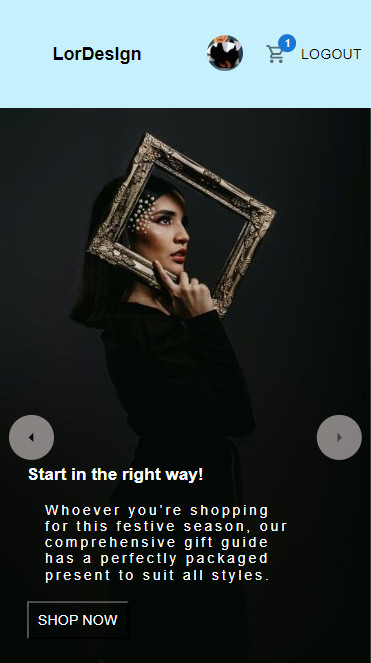 LorDesIgn
1
LOGOUT
Start in the right way!
Whoever you’re shopping
for this festive season, our
comprehensive gift guide
has a perfectly packaged
present to suit all styles.
SHOP NOW